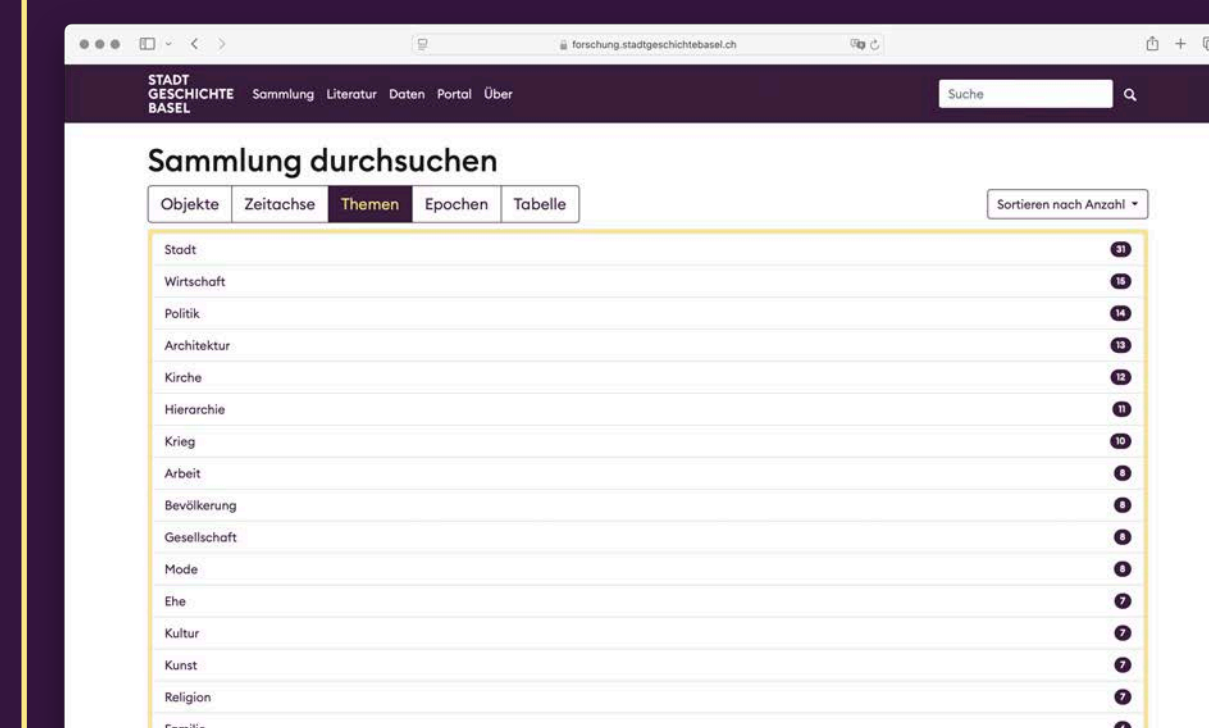 forschung.stadtgeschichtebasel.ch
STADT
GESCHICHTE
BASEL
Sammlung Literatur Daten Portal Über
Suche
Sammlung durchsuchen
Objekte Zeitachse Themen Epochen Tabelle
Sortieren nach Anzahl
Stadt 31
Wirtschaft 15
Politik 14
Architektur 13
Kirche 12
Hierarchie 11
Krieg 10
Arbeit 8
Bevölkerung 8
Gesellschaft 8
Mode 8
Ehe 7
Kultur 7
Kunst 7
Religion 7